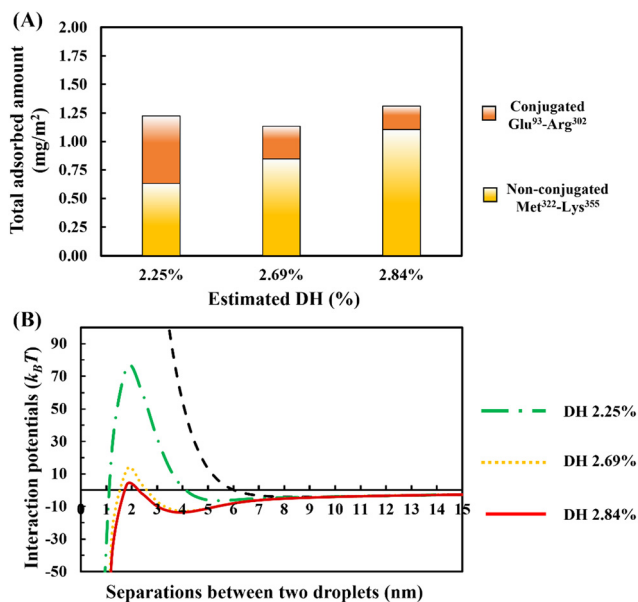 (A)
Total adsorbed amount
(mg/m²)
2.00
1.75
1.50
1.25
1.00
0.75
0.50
0.25
0.00
2.25%
2.69%
2.84%
Estimated DH (%)
Conjugated
Glu⁹³-Arg³⁰²
Non-conjugated
Met³²²-Lys³⁵⁵
(B)
Interaction potentials (k_BT)
90
70
50
30
10
-10
-30
-50
0 1 2 3 4 5 6 7 8 9 10 11 12 13 14 15
Separations between two droplets (nm)
DH 2.25%
DH 2.69%
DH 2.84%